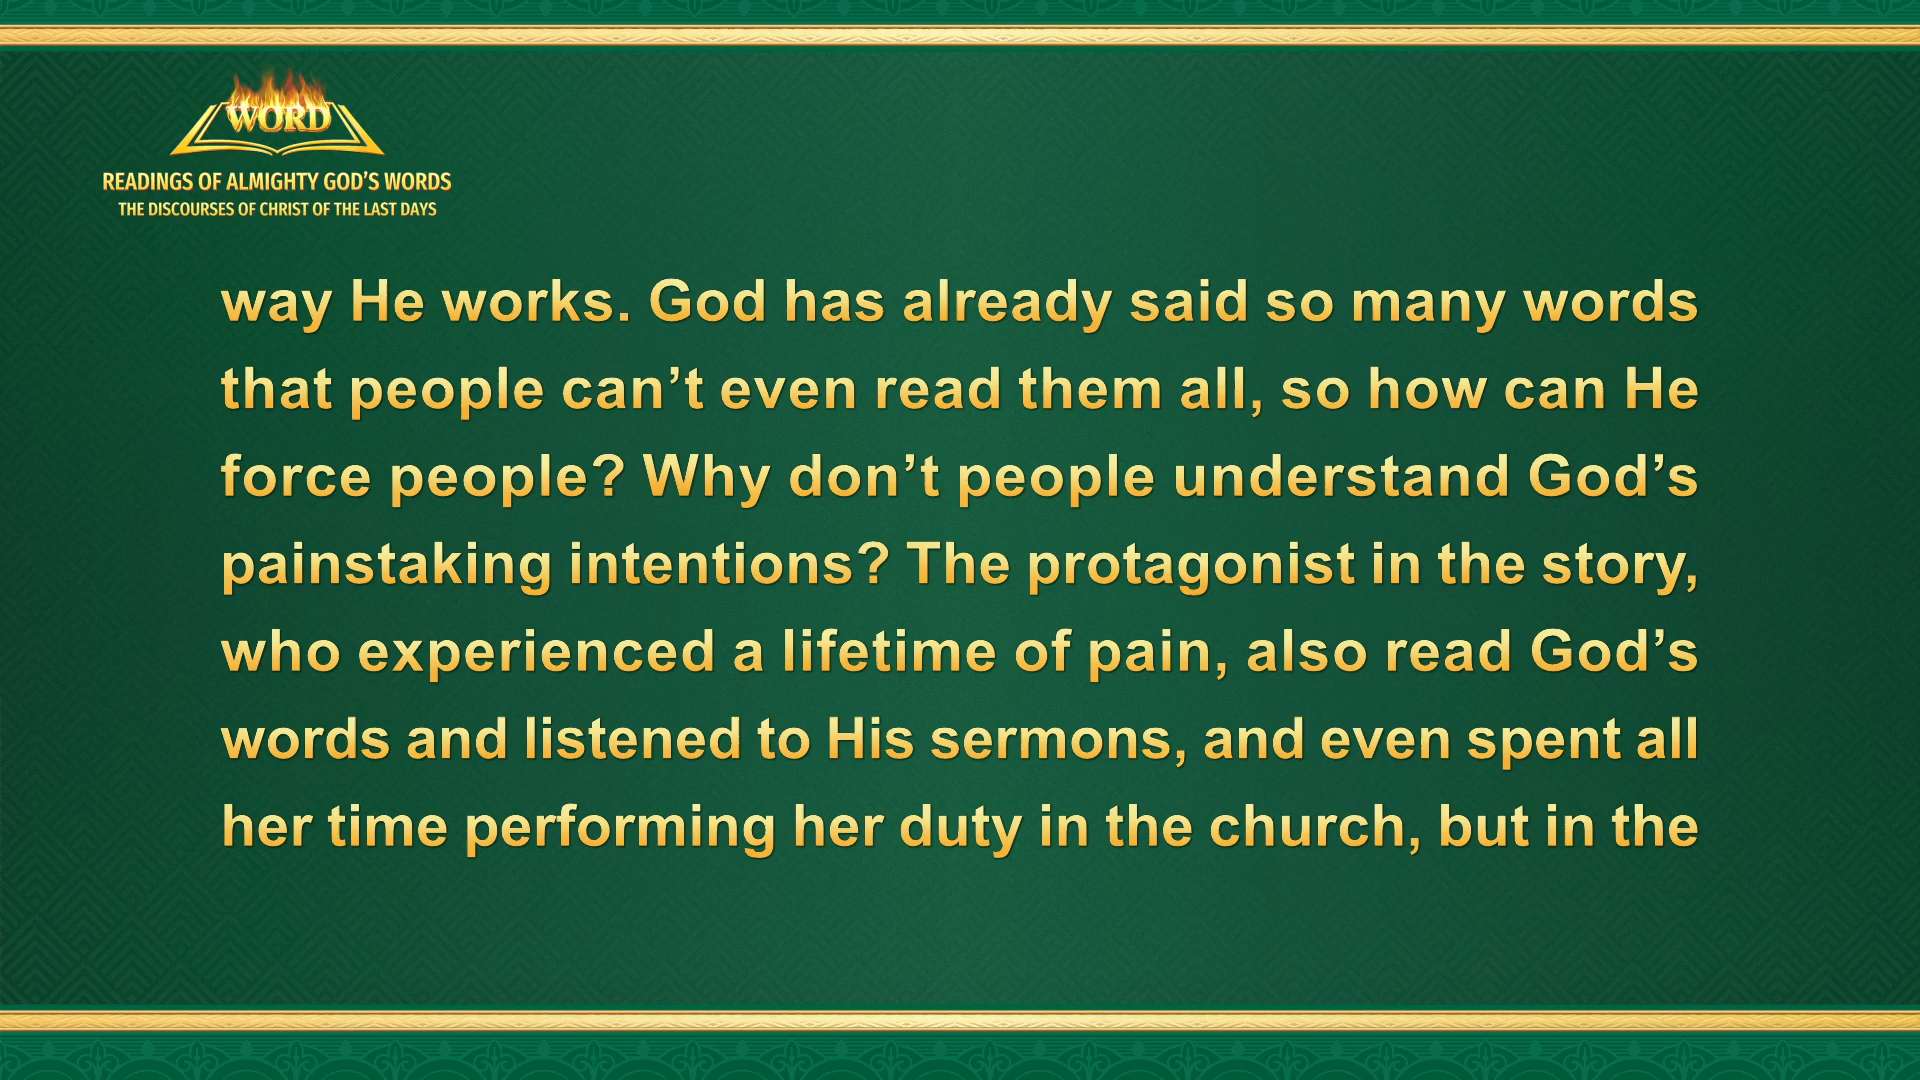 WORD
READINGS OF ALMIGHTY GOD’S WORDS
THE DISCOURSES OF CHRIST OF THE LAST DAYS
way He works. God has already said so many words
that people can’t even read them all, so how can He
force people? Why don’t people understand God’s
painstaking intentions? The protagonist in the story,
who experienced a lifetime of pain, also read God’s
words and listened to His sermons, and even spent all
her time performing her duty in the church, but in the